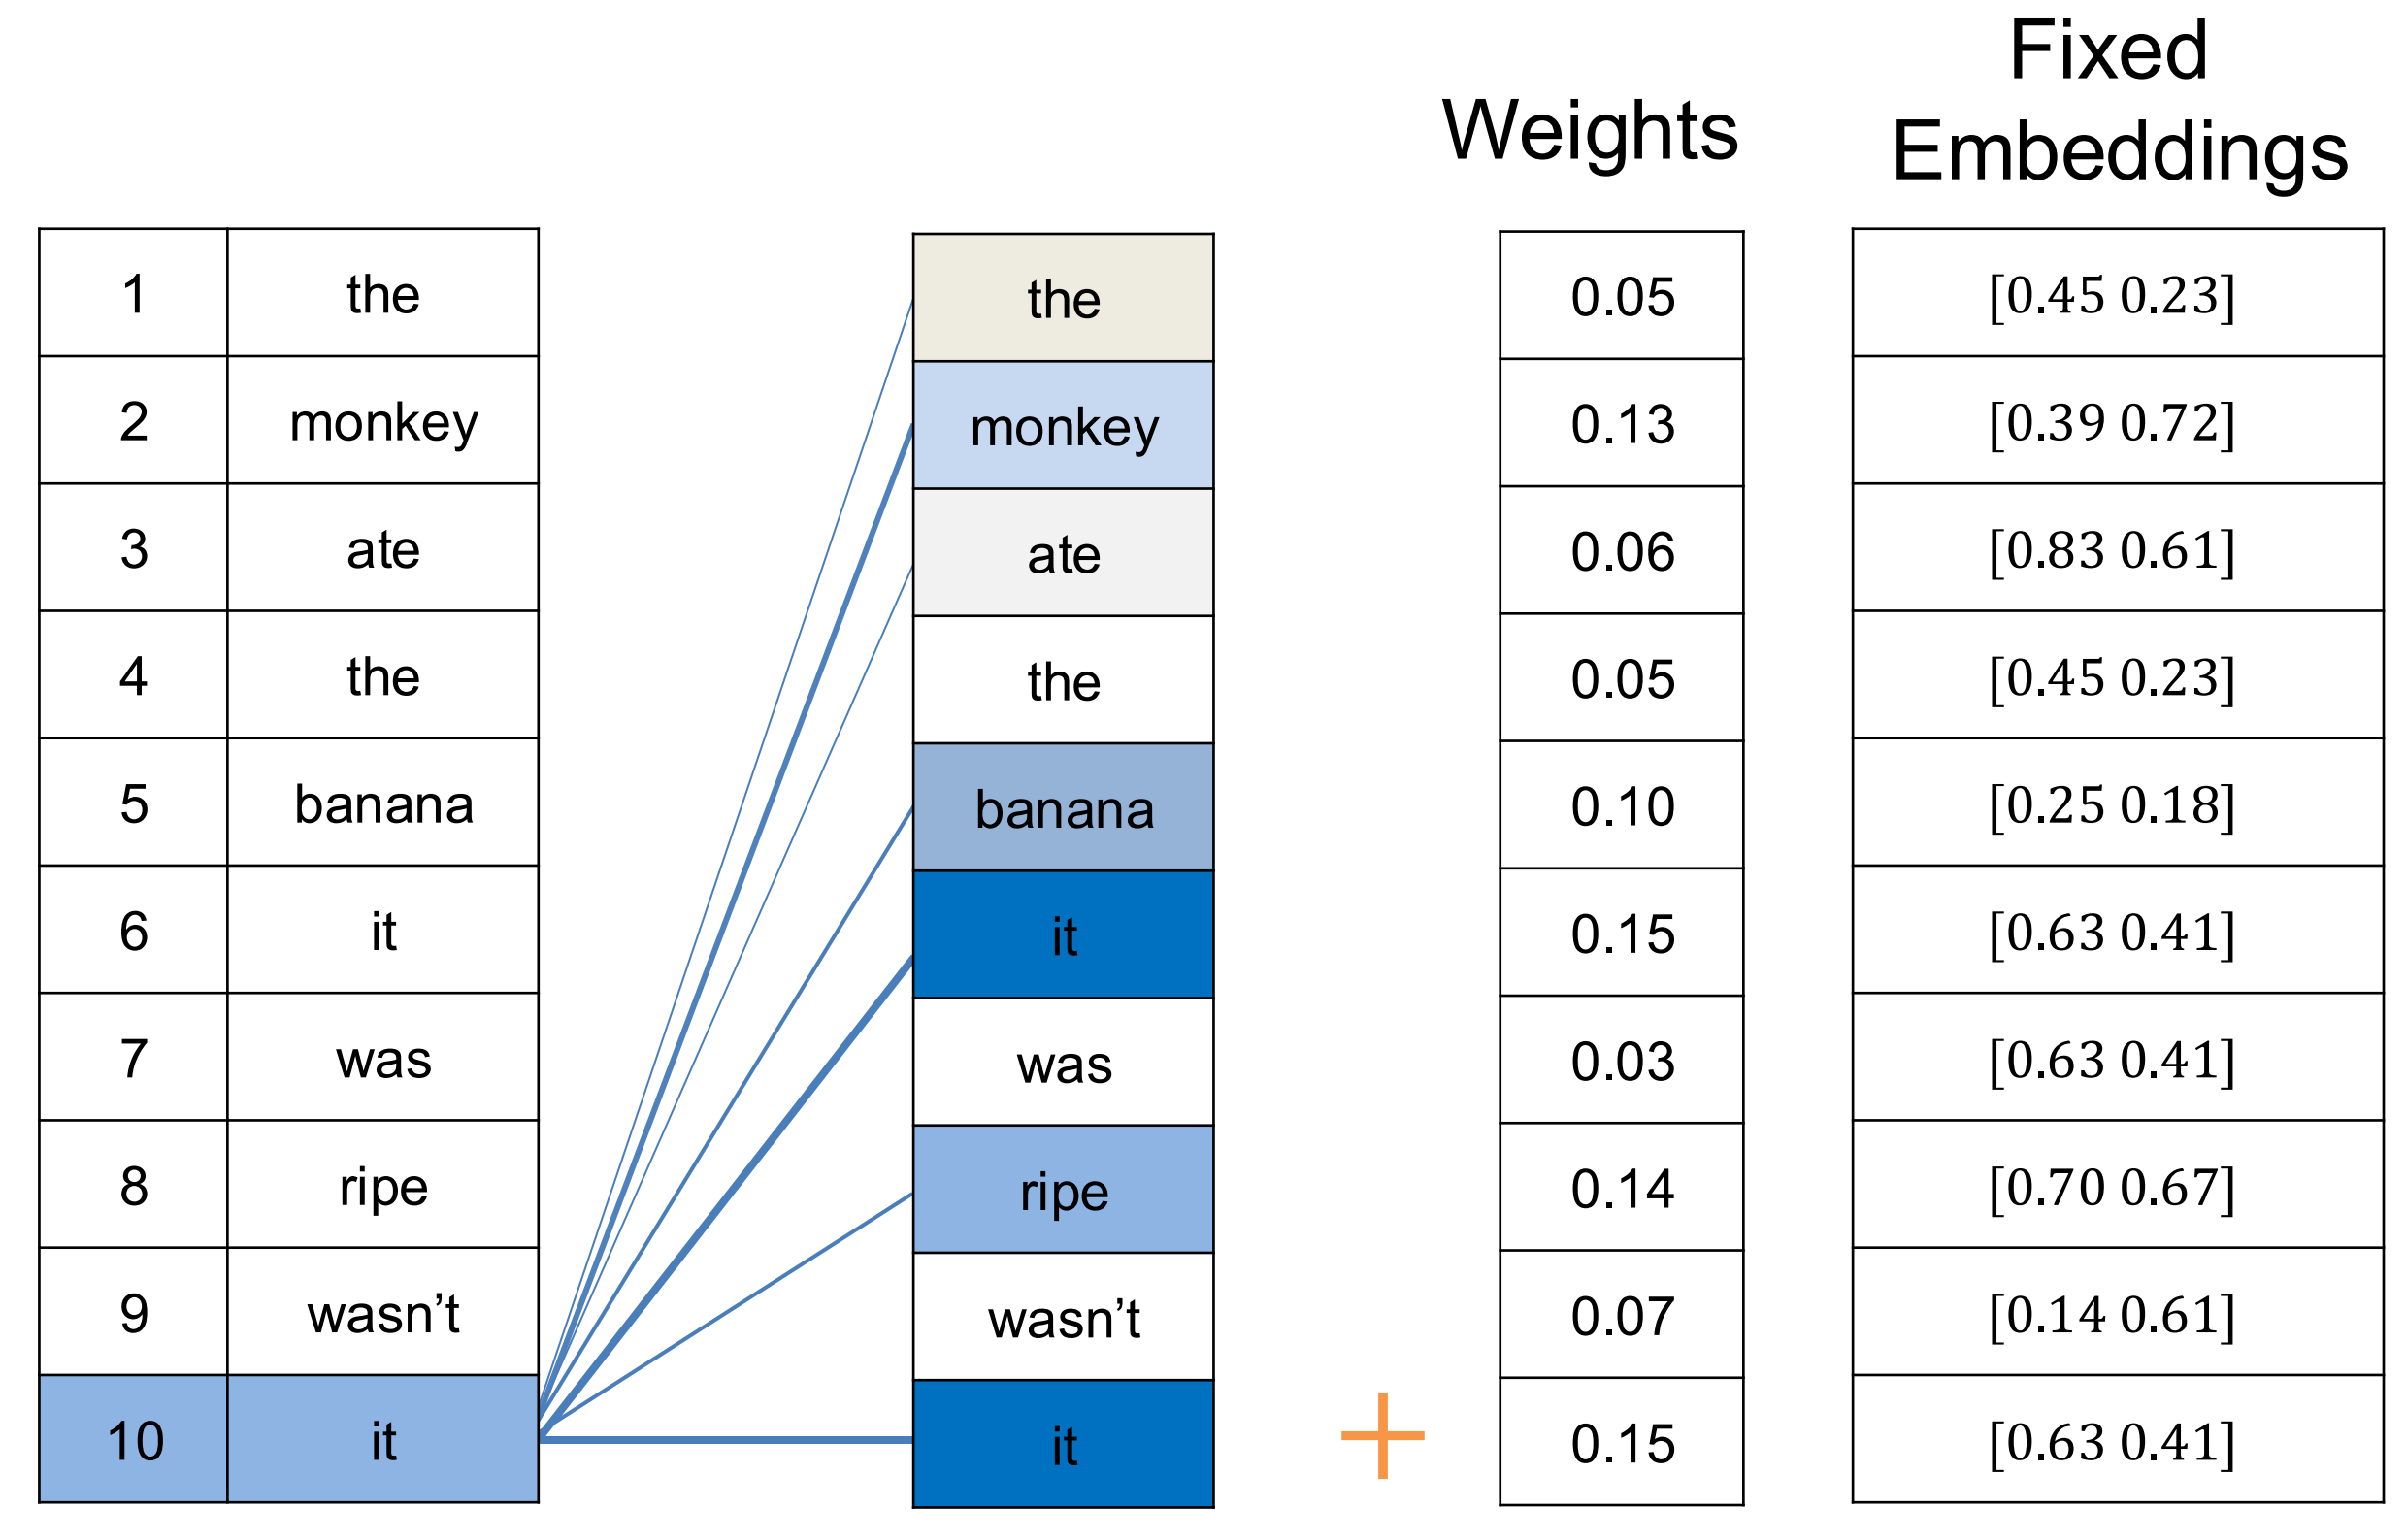 Fixed
Weights Embeddings
1 the the 0.05 [0.45 0.23]
2 monkey monkey 0.13 [0.39 0.72]
3 ate ate 0.06 [0.83 0.61]
4 the the 0.05 [0.45 0.23]
5 banana banana 0.10 [0.25 0.18]
6 it it 0.15 [0.63 0.41]
7 was was 0.03 [0.63 0.41]
8 ripe ripe 0.14 [0.70 0.67]
9 wasn’t wasn’t 0.07 [0.14 0.61]
10 it it + 0.15 [0.63 0.41]